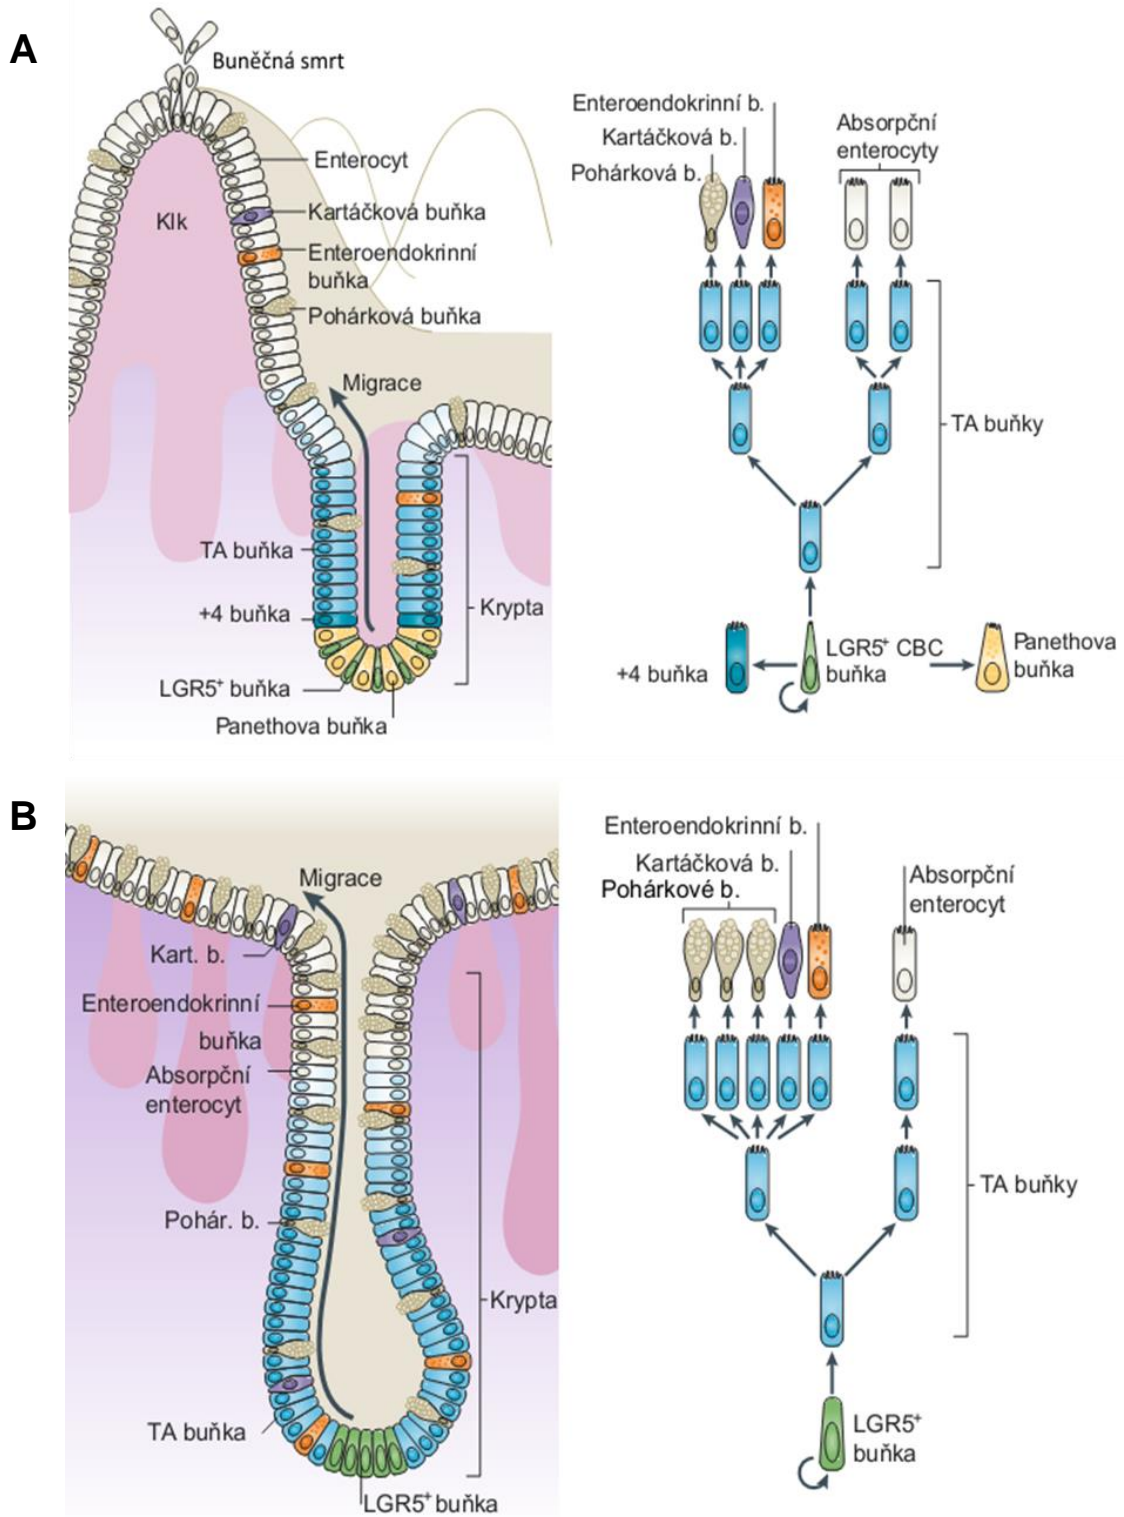 A
Buněčná smrt
Enterocyt
Klk
Kartáčková buňka
Enteroendokrinní
buňka
Pohárková buňka
Migrace
TA buňka
+4 buňka
Krypta
LGR5+ buňka
Panethova buňka
Enteroendokrinní b.
Kartáčková b.
Pohárková b.
Absorpční
enterocyty
TA buňky
+4 buňka
LGR5+ CBC
buňka
Panethova
buňka
B
Migrace
Kart. b.
Enteroendokrinní
buňka
Absorpční
enterocyt
Pohár. b.
Krypta
TA buňka
LGR5+ buňka
Enteroendokrinní b.
Kartáčková b.
Pohárkové b.
Absorpční
enterocyt
TA buňky
LGR5+
buňka